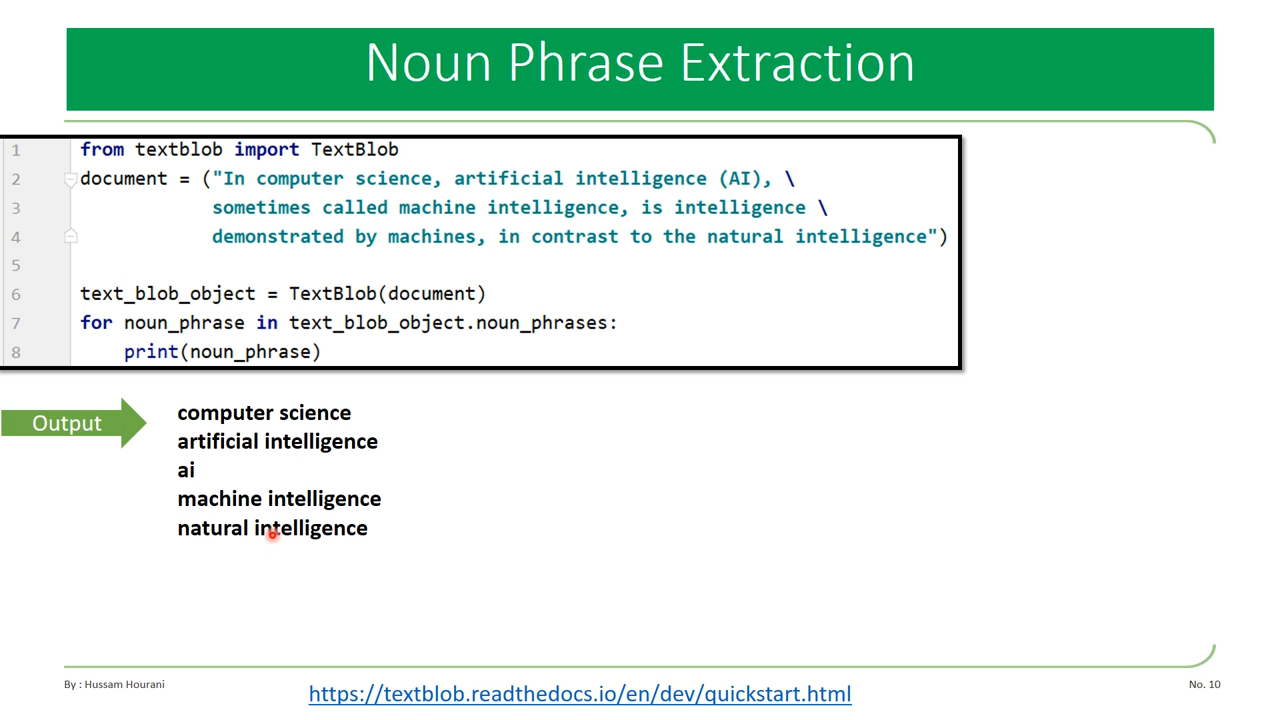 Noun Phrase Extraction
1 from textblob import TextBlob
2 document = ("In computer science, artificial intelligence (AI), \
3 sometimes called machine intelligence, is intelligence \
4 demonstrated by machines, in contrast to the natural intelligence")
5
6 text_blob_object = TextBlob(document)
7 for noun_phrase in text_blob_object.noun_phrases:
8 print(noun_phrase)
Output
computer science
artificial intelligence
ai
machine intelligence
natural intelligence
By : Hussam Hourani
https://textblob.readthedocs.io/en/dev/quickstart.html
No. 10